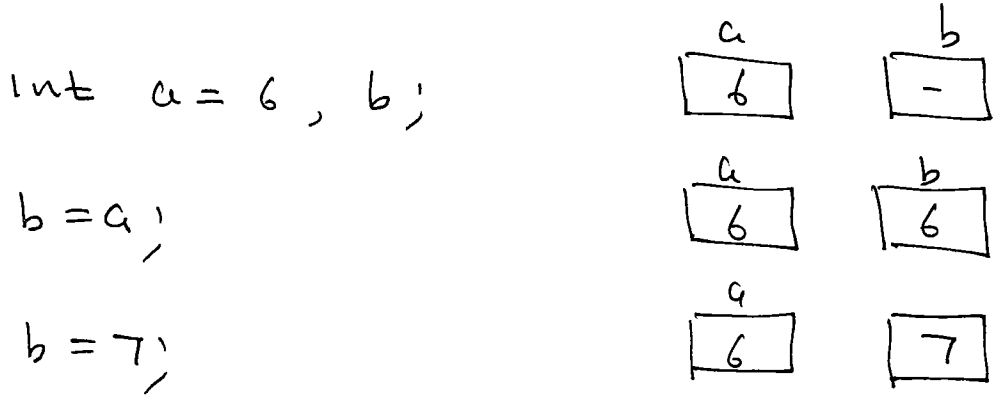 a b
int a = 6, b; 6 -
a b
b = a; 6 6
a
b = 7; 6 7